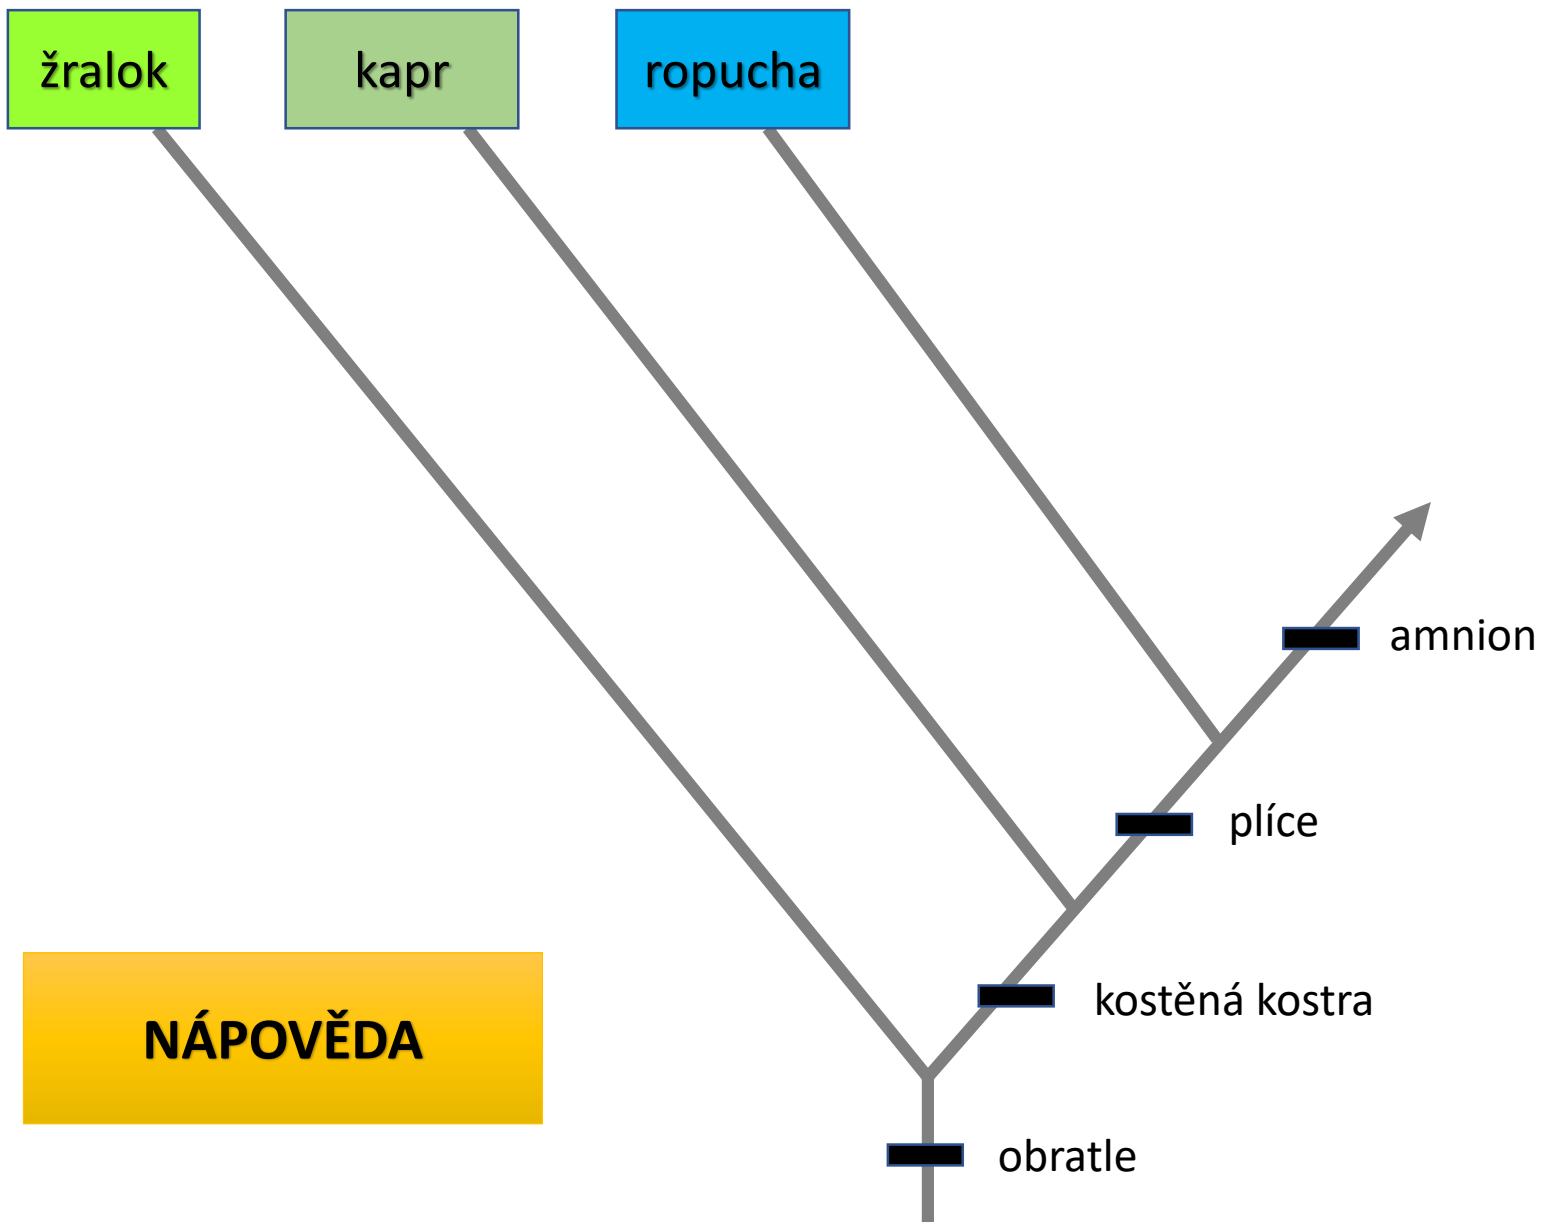 žralok
kapr
ropucha
amnion
plíce
kostěná kostra
NÁPOVĚDA
obratle